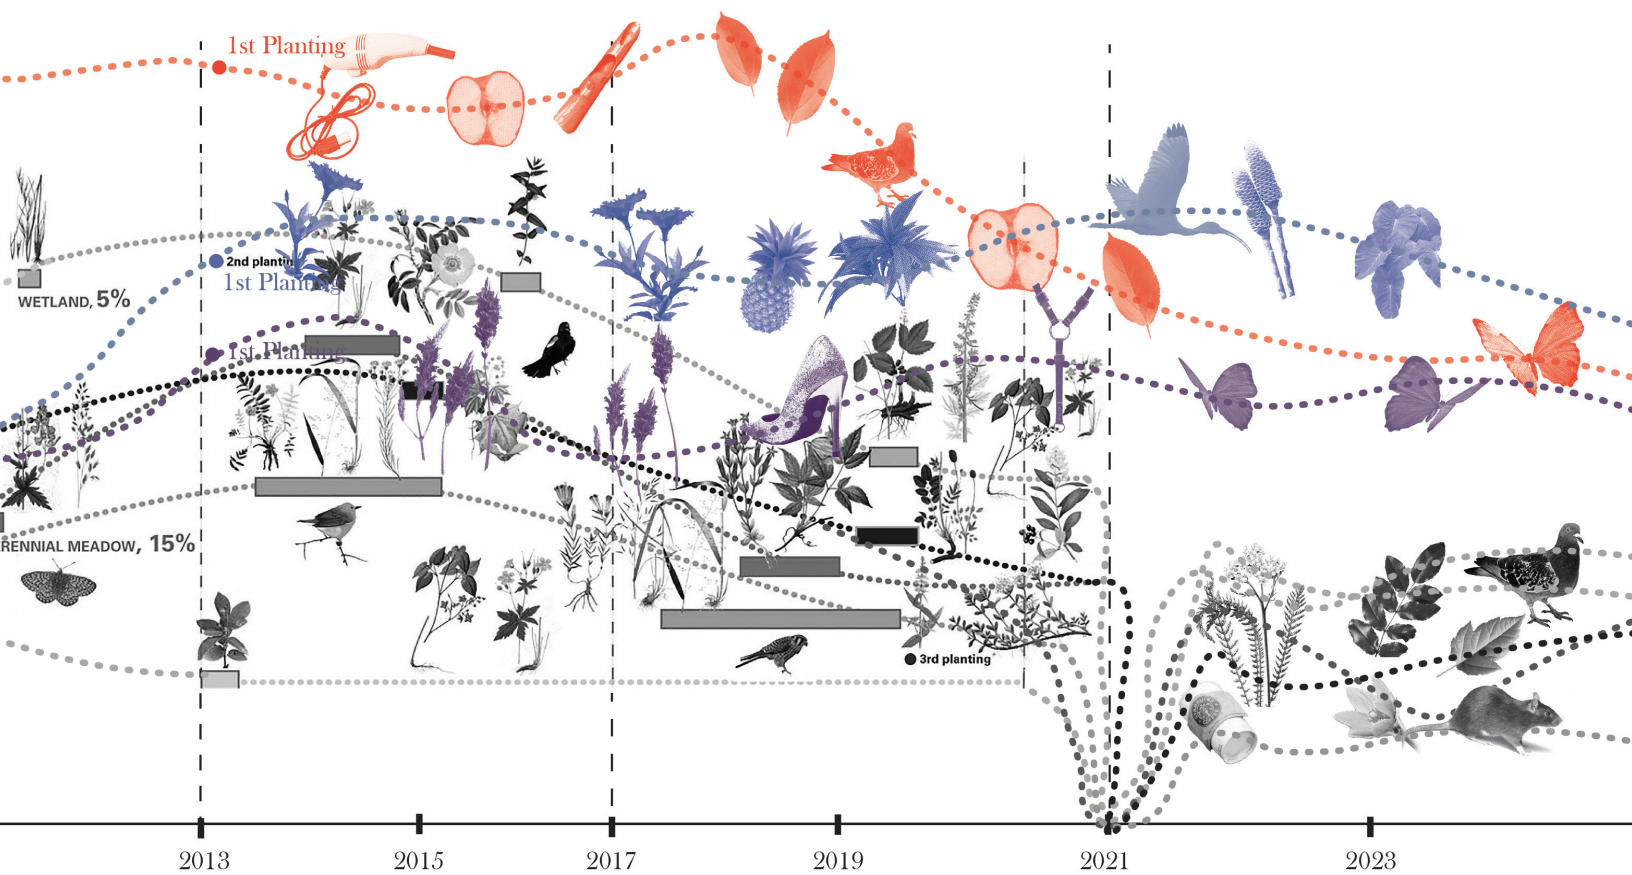 1st Planting
2nd planting
1st Planting
WETLAND, 5%
1st Planting
RENNIAL MEADOW, 15%
3rd planting
2013
2015
2017
2019
2021
2023